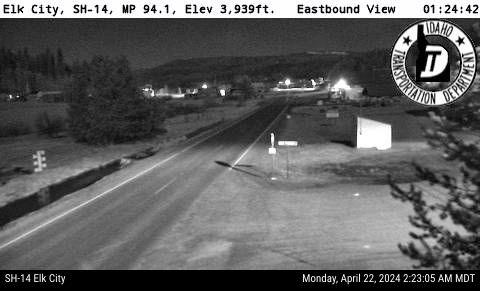 Elk City, SH-14, MP 94.1, Elev 3,939ft. Eastbound View 01:24:42
IDAHO
TRANSPORTATION DEPARTMENT
SH-14 Elk City Monday, April 22, 2024 2:23:05 AM MDT